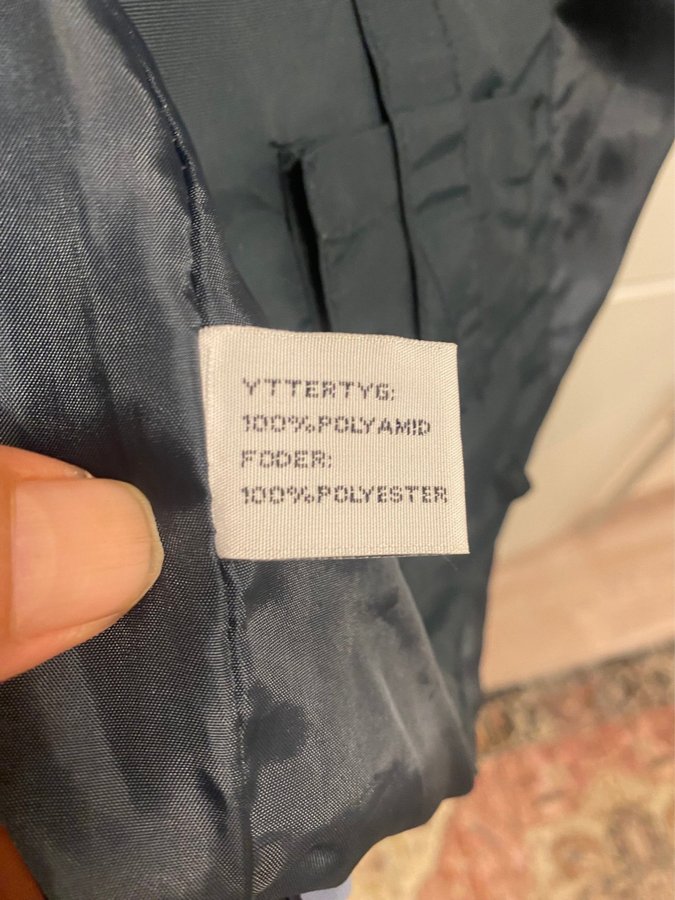 YTTERTYG:
100%POLYAMID
FODER:
100%POLYESTER